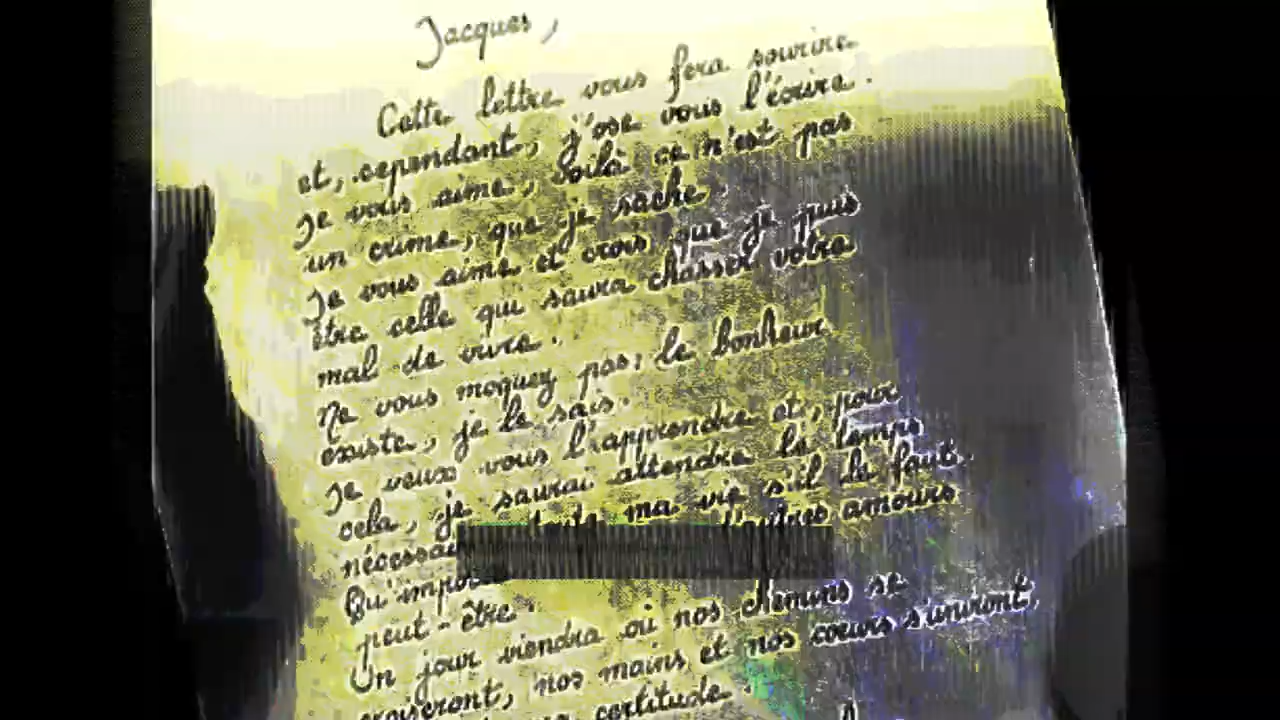 Jacques,
Cette lettre vous fera sourire
et, cependant, j'ose vous l'écrire.
Je vous aime, voilà ce n'est pas
un crime, que je sache.
Je vous aime et crois que je puis
être celle qui saura chasser votre
mal de vivre.
Ne vous moquez pas, le bonheur
existe, je le sais.
Je veux vous l'apprendre et, pour
cela, je saurai attendre le temps
ma vie s'il le faut.
d'autres amours
peut-être.
Un jour viendra où nos chemins se
croiseront, nos mains et nos cœurs s'uniront,
certitude.